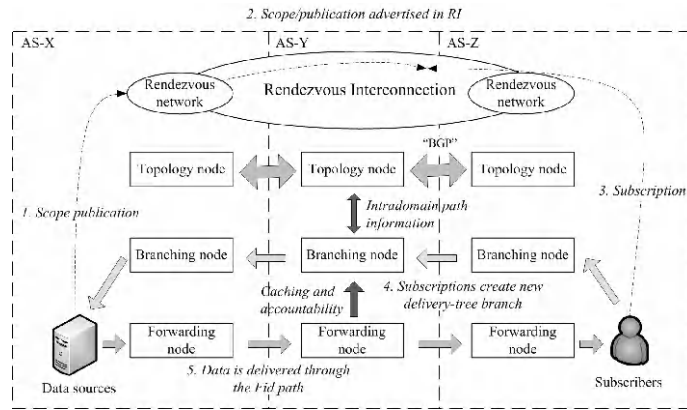 2. Scope/publication advertised in RI
AS-X
AS-Y
AS-Z
Rendezvous
network
Rendezvous Interconnection
Rendezvous
network
"BGP"
Topology node
Topology node
Topology node
1. Scope publication
Intradomain path
information
3. Subscription
Branching node
Branching node
Branching node
Caching and
accountability
4. Subscriptions create new
delivery-tree branch
Forwarding
node
Forwarding
node
Forwarding
node
Data sources
5. Data is delivered through
the Fid path
Subscribers